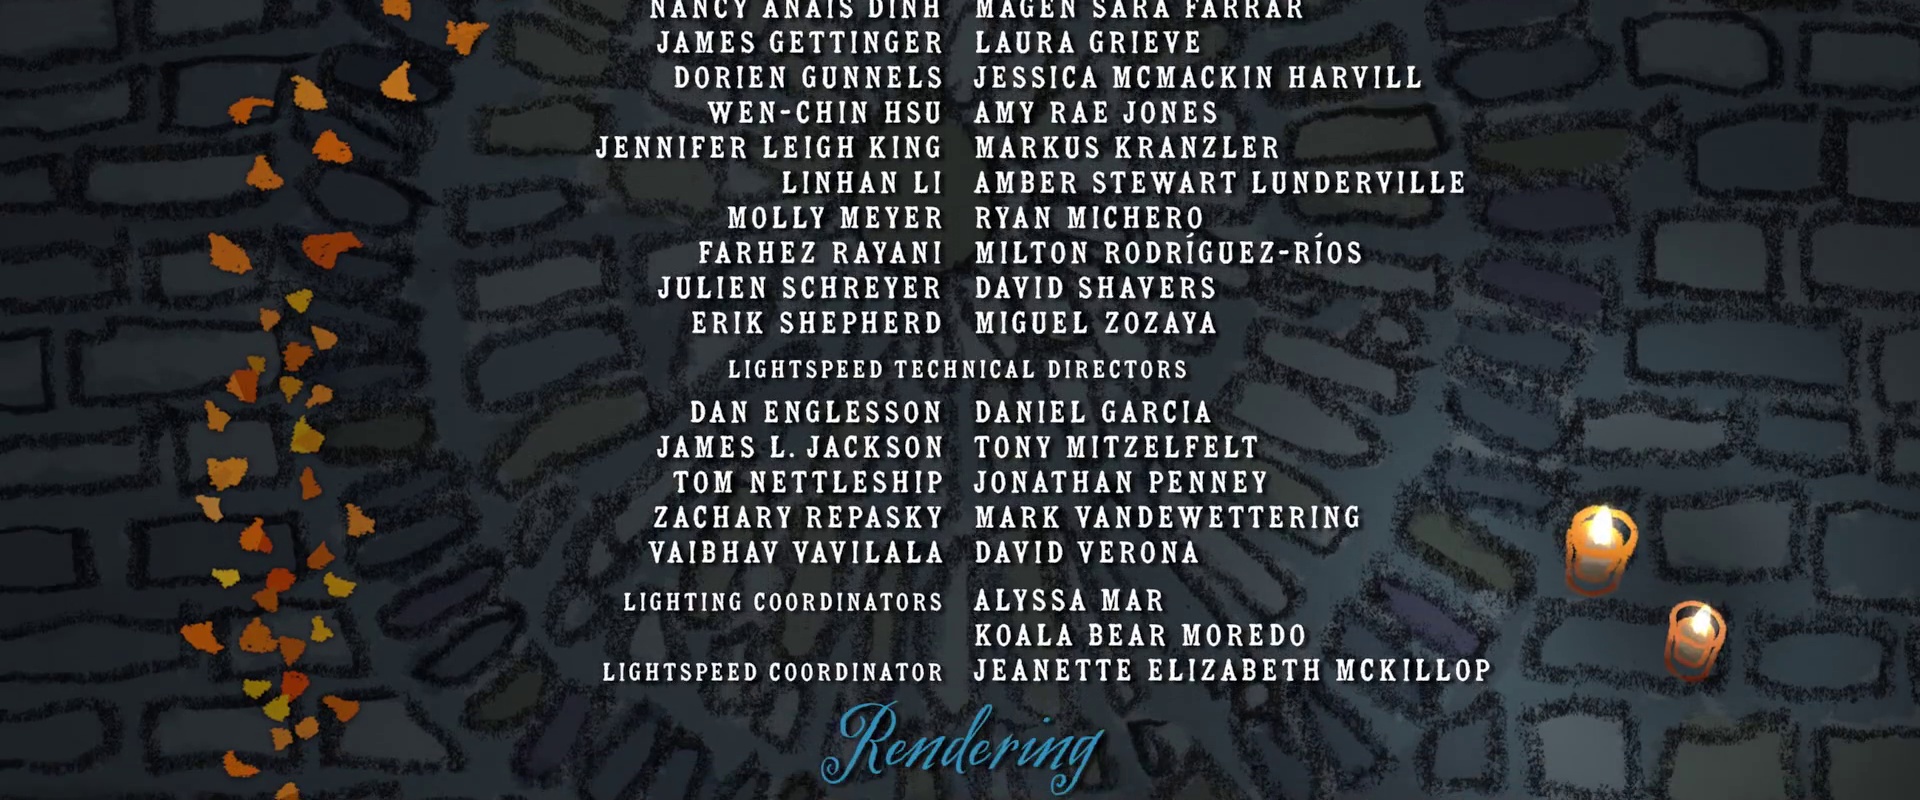 NANCY ANAIS DINH MAGEN SARA FARRAR
JAMES GETTINGER LAURA GRIEVE
DORIEN GUNNELS JESSICA MCMACKIN HARVILL
WEN-CHIN HSU AMY RAE JONES
JENNIFER LEIGH KING MARKUS KRANZLER
LINHAN LI AMBER STEWART LUNDERVILLE
MOLLY MEYER RYAN MICHERO
FARHEZ RAYANI MILTON RODRÍGUEZ-RÍOS
JULIEN SCHREYER DAVID SHAVERS
ERIK SHEPHERD MIGUEL ZOZAYA
LIGHTSPEED TECHNICAL DIRECTORS
DAN ENGLESSON DANIEL GARCIA
JAMES L. JACKSON TONY MITZELFELT
TOM NETTLESHIP JONATHAN PENNEY
ZACHARY REPASKY MARK VANDEWETTERING
VAIBHAV VAVILALA DAVID VERONA
LIGHTING COORDINATORS ALYSSA MAR
KOALA BEAR MOREDO
LIGHTSPEED COORDINATOR JEANETTE ELIZABETH MCKILLOP
Rendering